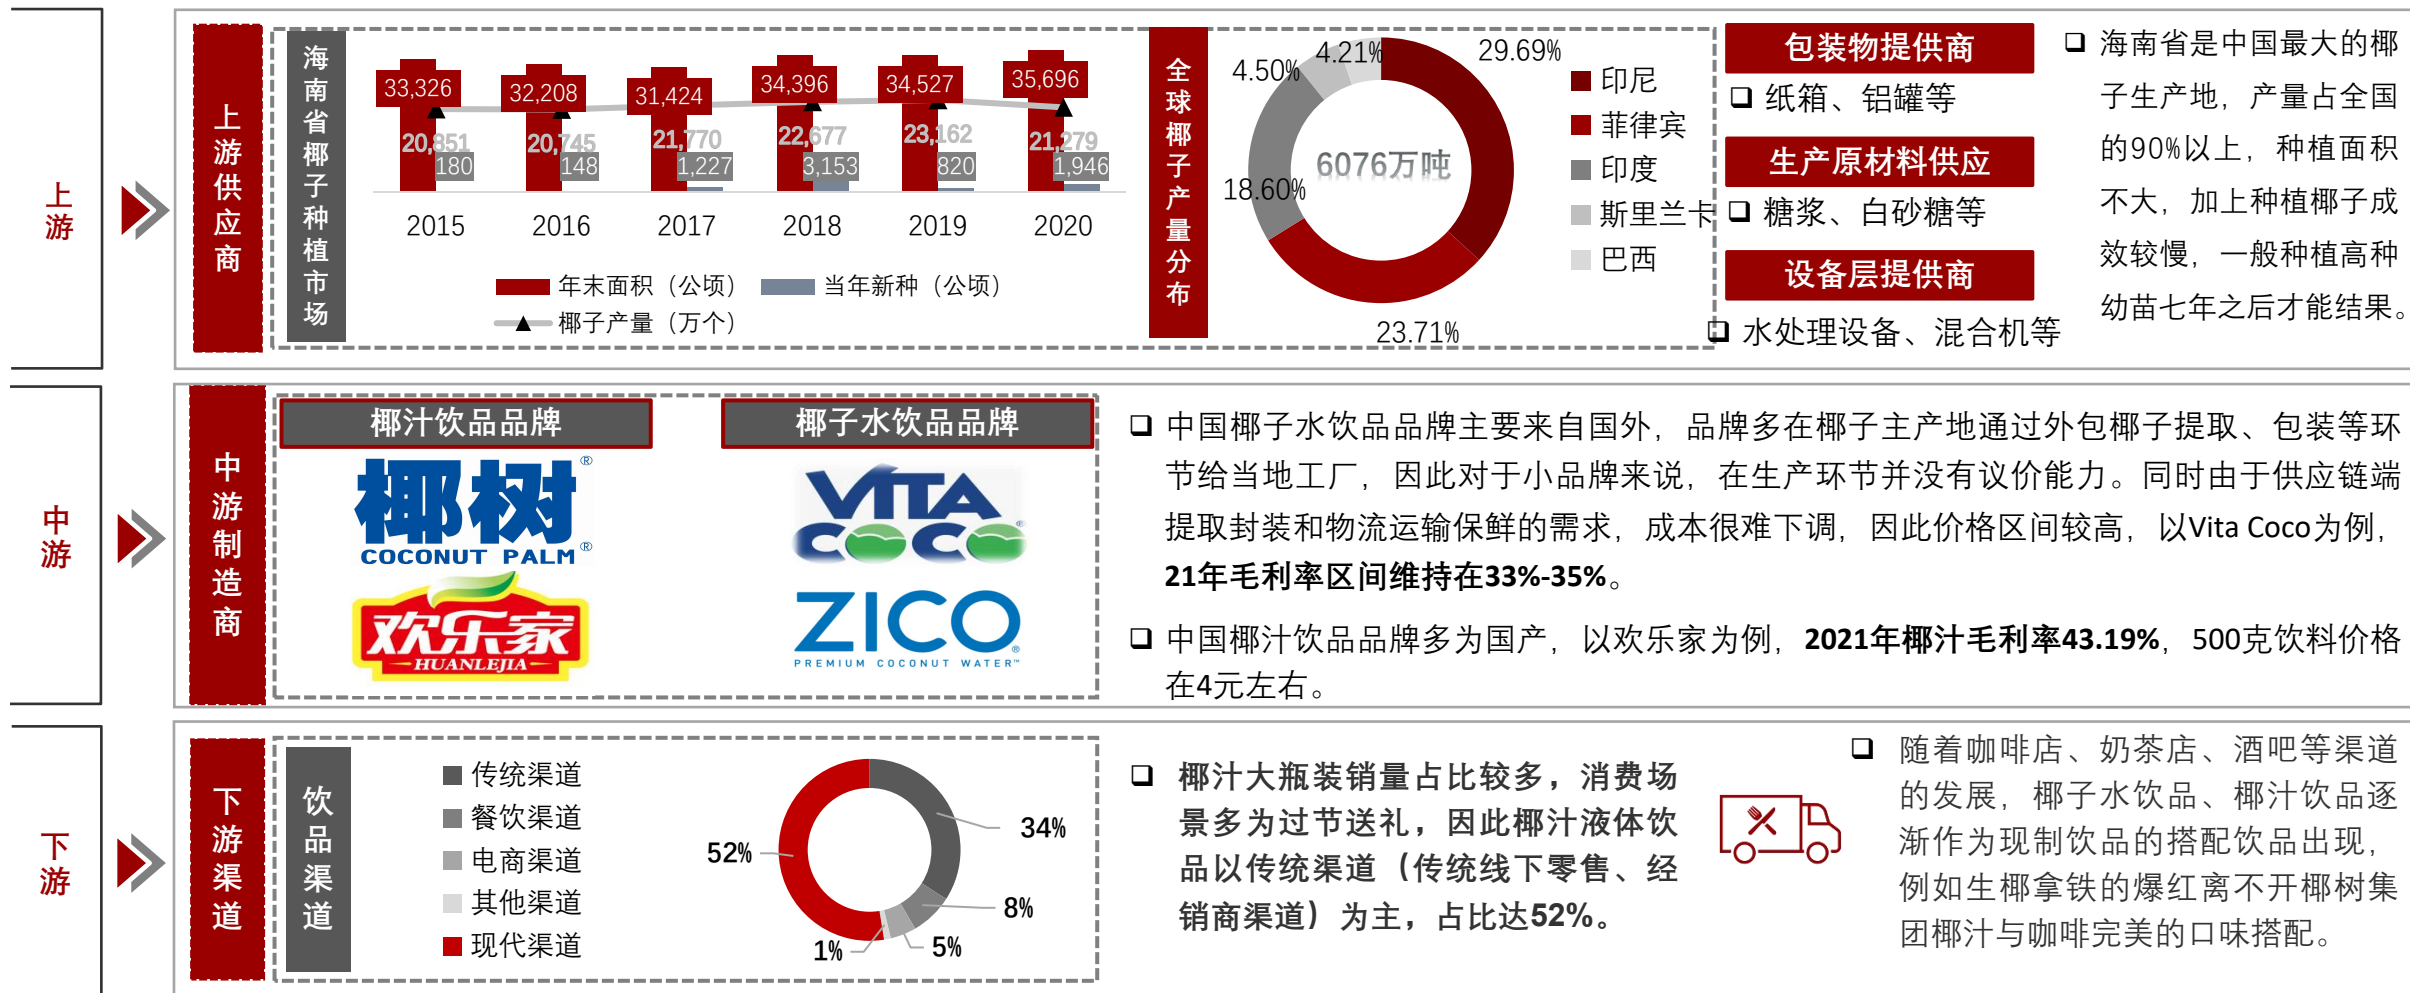 上游
上游供应商
海南省椰子种植市场
33,326
32,208
31,424
34,396
34,527
35,696
20,851
20,745
21,770
22,677
23,162
21,279
180
148
1,227
3,153
820
1,946
2015
2016
2017
2018
2019
2020
年末面积（公顷）
当年新种（公顷）
椰子产量（万个）
全球椰子产量分布
4.21%
29.69%
4.50%
18.60%
23.71%
6076万吨
印尼
菲律宾
印度
斯里兰卡
巴西
包装物提供商
纸箱、铝罐等
生产原材料供应
糖浆、白砂糖等
设备层提供商
水处理设备、混合机等
海南省是中国最大的椰
子生产地，产量占全国
的90%以上，种植面积
不大，加上种植椰子成
效较慢，一般种植高种
幼苗七年之后才能结果。
中游
中游制造商
椰汁饮品品牌
椰树®
COCONUT PALM®
欢乐家
HUANLEJIA
椰子水饮品品牌
VITA
COCO®
ZICO®
PREMIUM COCONUT WATER™
中国椰子水饮品品牌主要来自国外，品牌多在椰子主产地通过外包椰子提取、包装等环
节给当地工厂，因此对于小品牌来说，在生产环节并没有议价能力。同时由于供应链端
提取封装和物流运输保鲜的需求，成本很难下调，因此价格区间较高，以Vita Coco为例，
21年毛利率区间维持在33%-35%。
中国椰汁饮品品牌多为国产，以欢乐家为例，2021年椰汁毛利率43.19%，500克饮料价格
在4元左右。
下游
下游渠道
饮品渠道
传统渠道
餐饮渠道
电商渠道
其他渠道
现代渠道
34%
52%
8%
1%
5%
椰汁大瓶装销量占比较多，消费场
景多为过节送礼，因此椰汁液体饮
品以传统渠道（传统线下零售、经
销商渠道）为主，占比达52%。
随着咖啡店、奶茶店、酒吧等渠道
的发展，椰子水饮品、椰汁饮品逐
渐作为现制饮品的搭配饮品出现，
例如生椰拿铁的爆红离不开椰树集
团椰汁与咖啡完美的口味搭配。